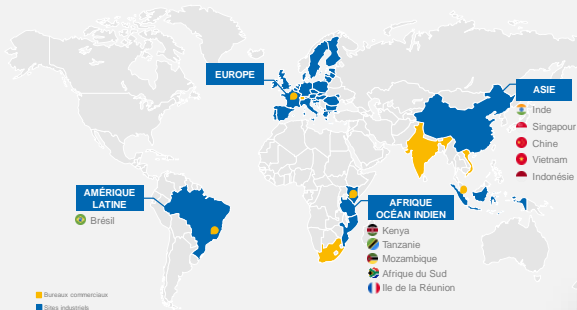 EUROPE
ASIE
Inde
Singapour
Chine
Vietnam
Indonésie
AMÉRIQUE
LATINE
Brésil
AFRIQUE
OCÉAN INDIEN
Kenya
Tanzanie
Mozambique
Afrique du Sud
Ile de la Réunion
Bureaux commerciaux
Sites industriels